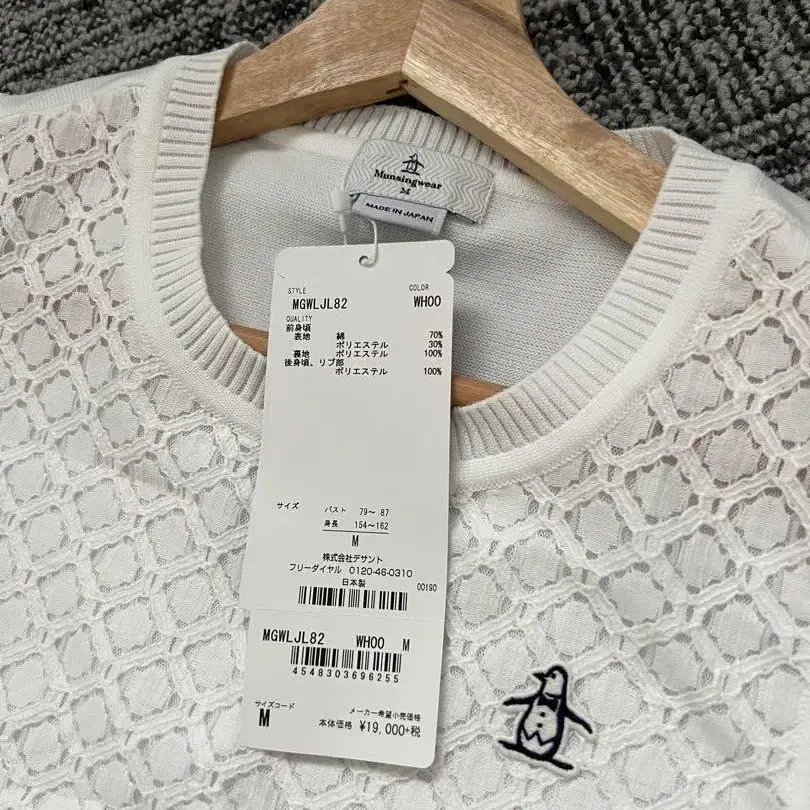 Munsingwear
M
MADE IN JAPAN
STYLE COLOR
MGWLJL82 WH00
QUALITY
前身頃
表地 綿 70%
ポリエステル 30%
裏地 ポリエステル 100%
後身頃、リブ部
ポリエステル 100%
サイズ バスト 79〜 87
身長 154〜162
M
株式会社デサント
フリーダイヤル 0120-46-0310
日本製
00190
MGWLJL82 WH00 M
4548303696255
サイズコード メーカー希望小売価格
M 本体価格 ¥19,000+税